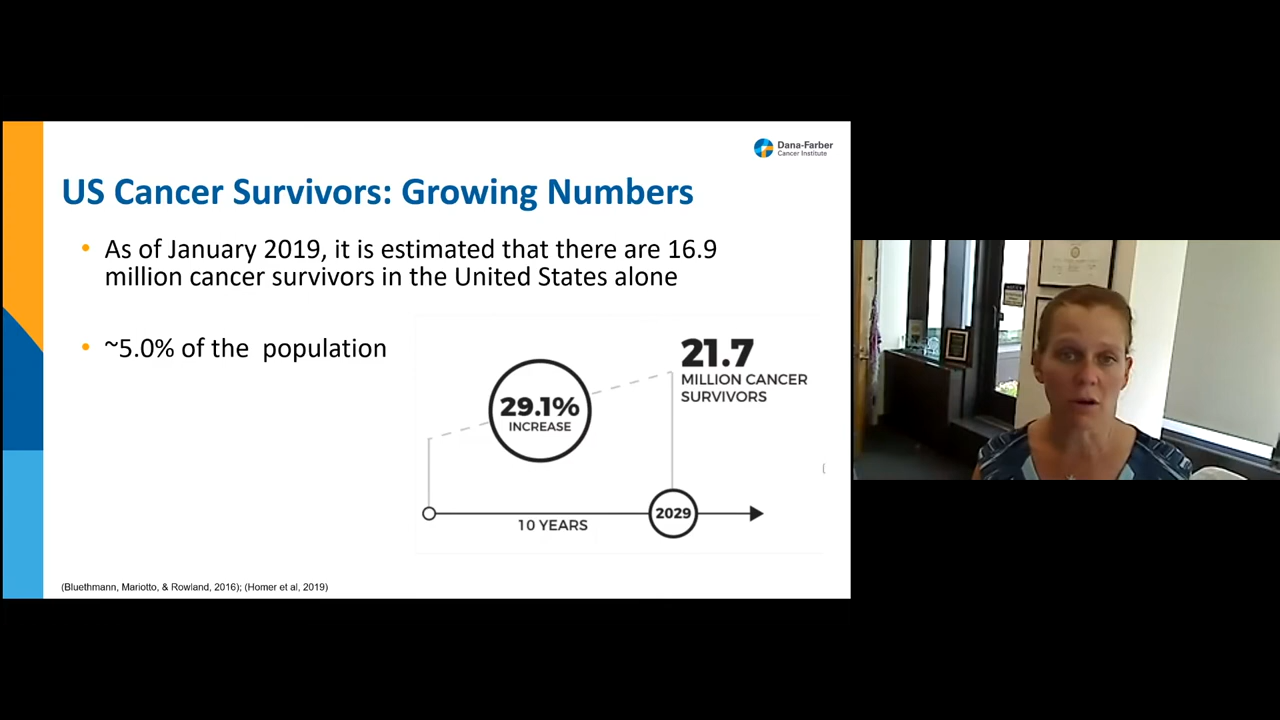 Dana-Farber
Cancer Institute
US Cancer Survivors: Growing Numbers
• As of January 2019, it is estimated that there are 16.9
million cancer survivors in the United States alone
• ~5.0% of the  population
21.7
MILLION CANCER
SURVIVORS
29.1%
INCREASE
2029
10 YEARS
(Bluethmann, Mariotto, & Rowland, 2016); (Homer et al, 2019)